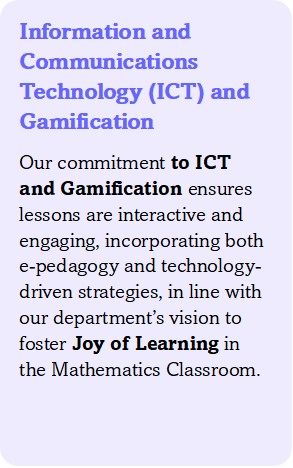 Information and
Communications
Technology (ICT) and
Gamification
Our commitment to ICT
and Gamification ensures
lessons are interactive and
engaging, incorporating both
e-pedagogy and technology-
driven strategies, in line with
our department’s vision to
foster Joy of Learning in
the Mathematics Classroom.